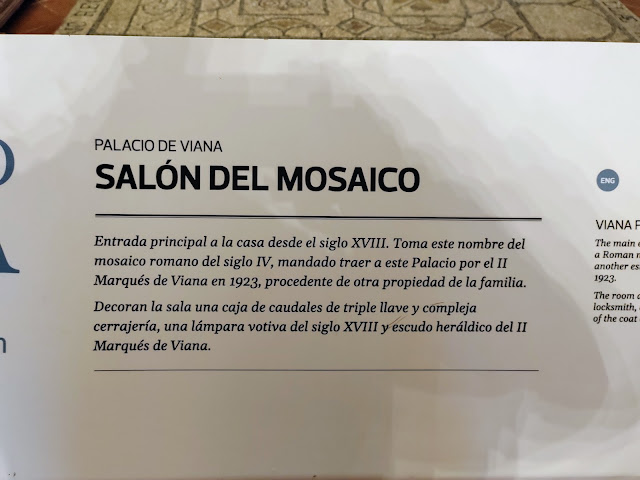 PALACIO DE VIANA
SALÓN DEL MOSAICO
Entrada principal a la casa desde el siglo XVIII. Toma este nombre del
mosaico romano del siglo IV, mandado traer a este Palacio por el II
Marqués de Viana en 1923, procedente de otra propiedad de la familia.
Decoran la sala una caja de caudales de triple llave y compleja
cerrajería, una lámpara votiva del siglo XVIII y escudo heráldico del II
Marqués de Viana.
ENG
VIANA
The main
a Roman
another
1923.
The room
locksmith,
of the coat